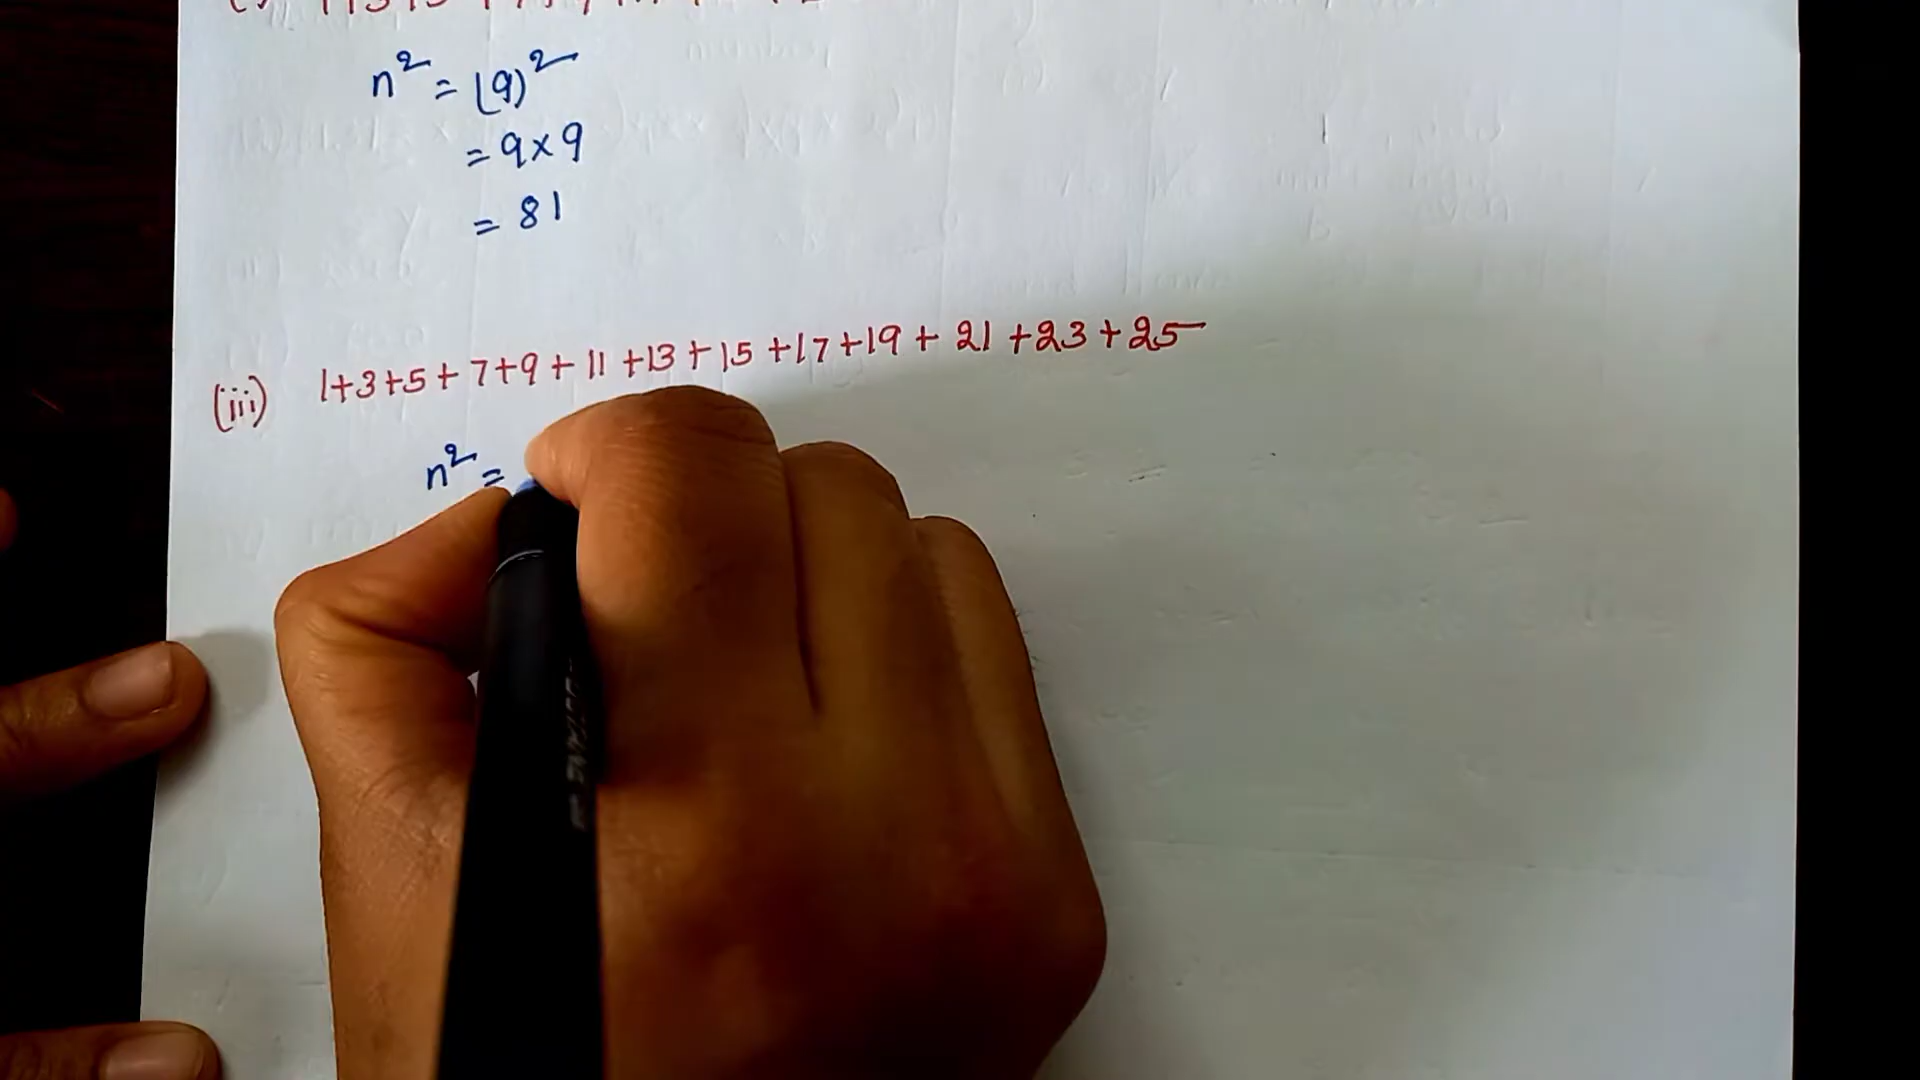 n² = (9)²
= 9×9
= 81
(iii) 1+3+5+7+9+11+13+15+17+19+21+23+25
n² =